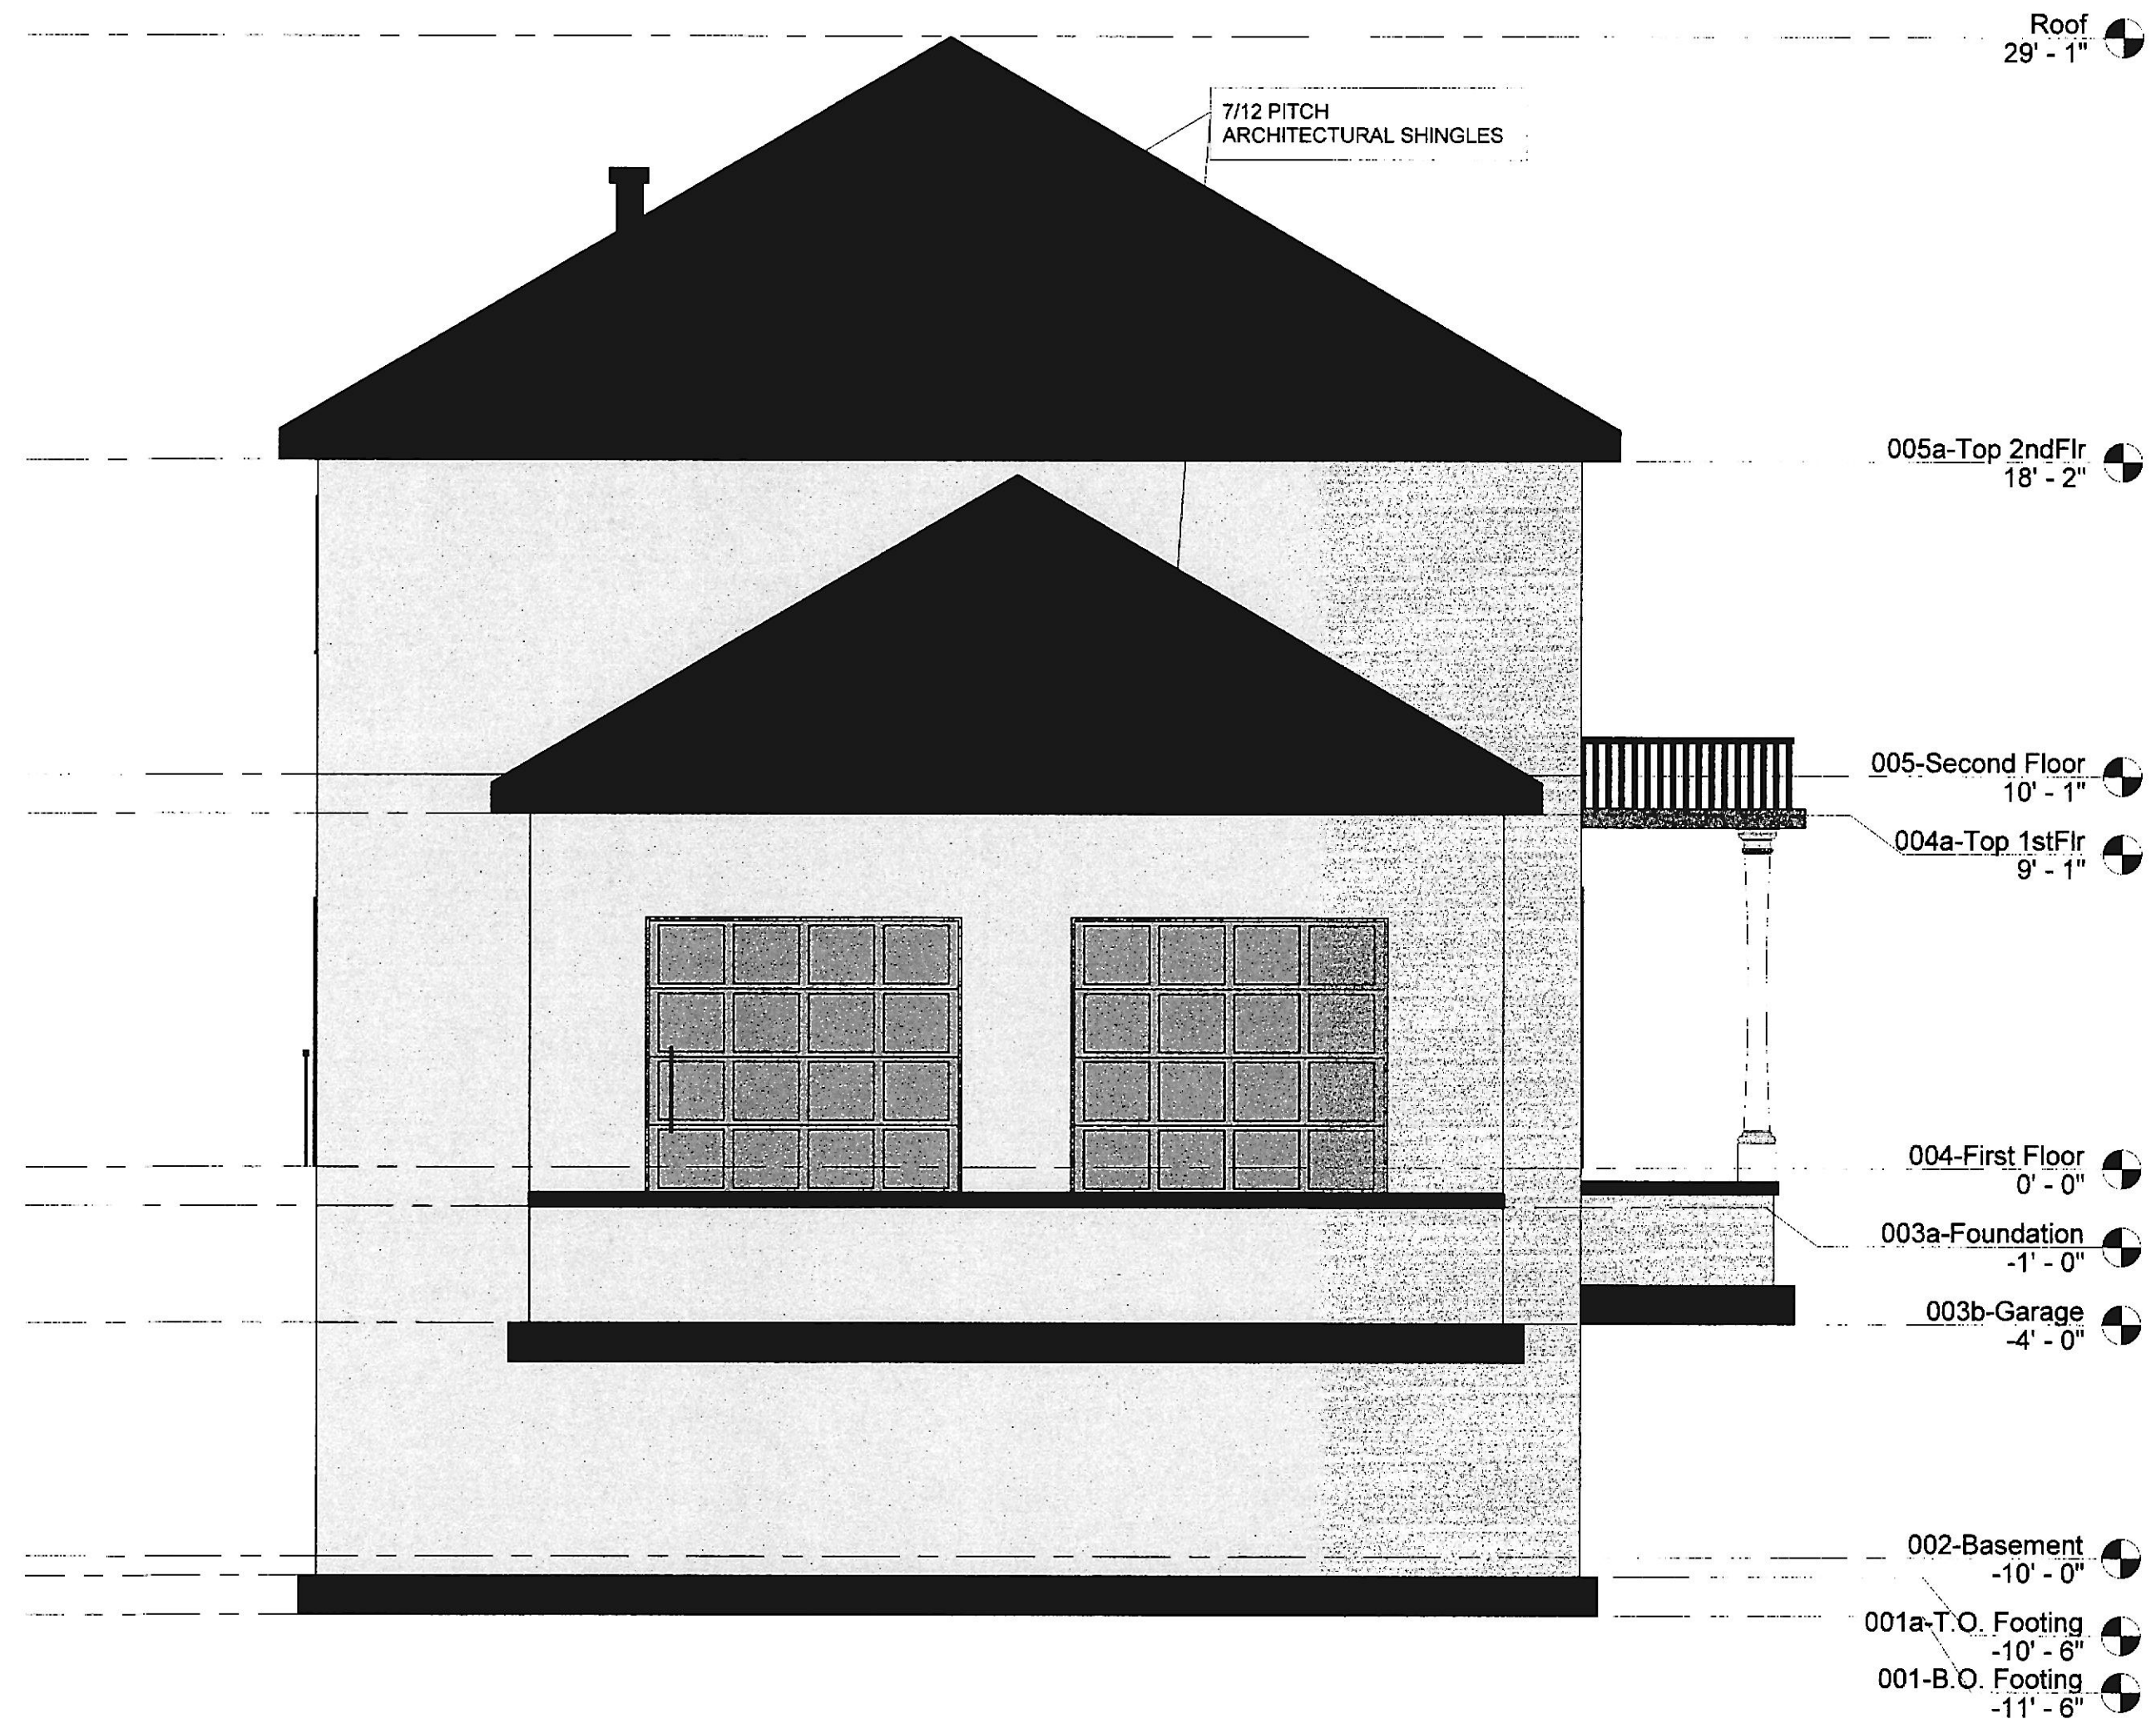 Roof
29' - 1"
7/12 PITCH
ARCHITECTURAL SHINGLES
005a-Top 2ndFlr
18' - 2"
005-Second Floor
10' - 1"
004a-Top 1stFlr
9' - 1"
004-First Floor
0' - 0"
003a-Foundation
-1' - 0"
003b-Garage
-4' - 0"
002-Basement
-10' - 0"
001a-T.O. Footing
-10' - 6"
001-B.O. Footing
-11' - 6"